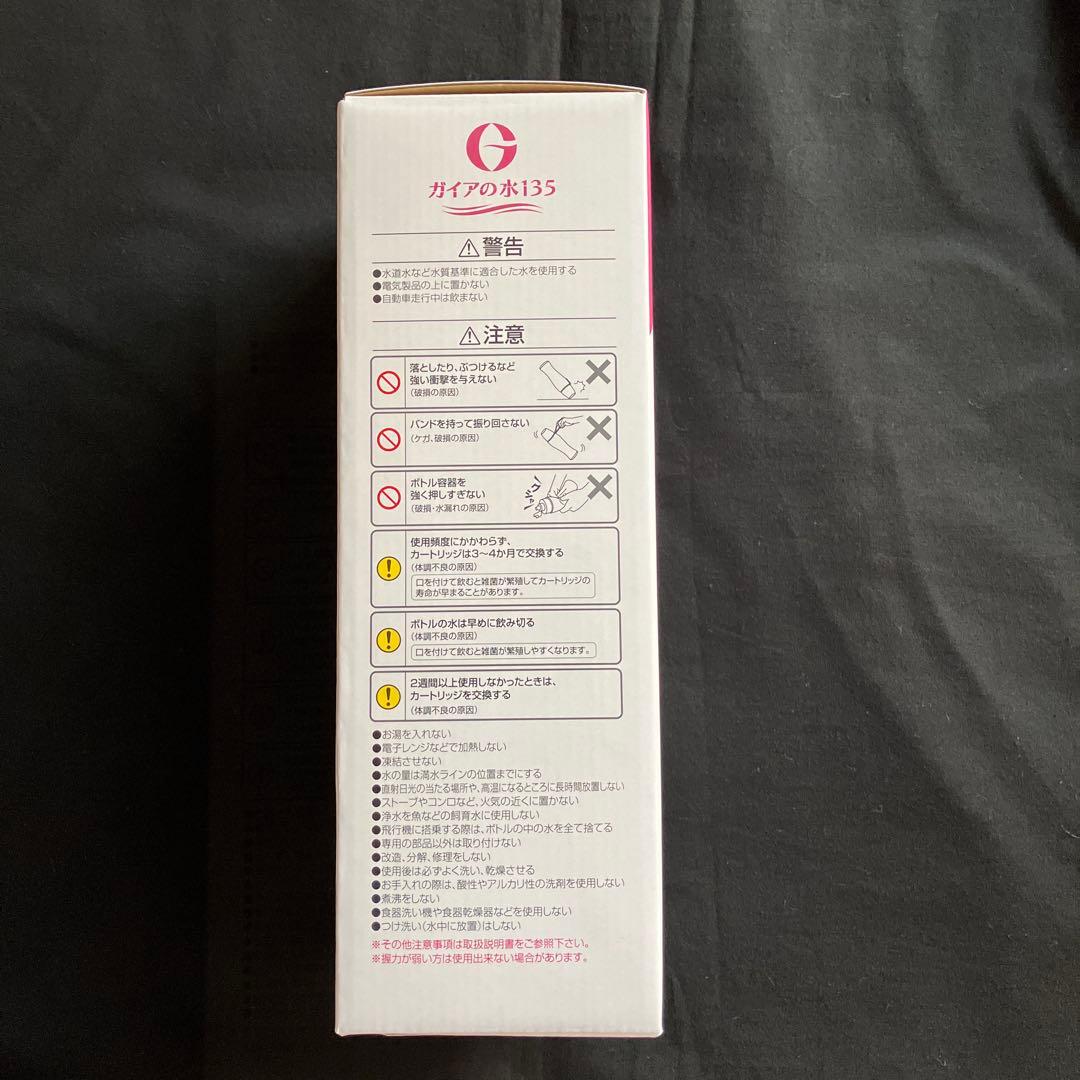 G
ガイアの水135
⚠警告
●水道水など水質基準に適合した水を使用する
●電気製品の上に置かない
●自動車走行中は飲まない
⚠注意
落としたり、ぶつけるなど
強い衝撃を与えない
(破損の原因)
バンドを持って振り回さない
(ケガ、破損の原因)
ボトル容器を
強く押しすぎない
(破損・水漏れの原因)
使用頻度にかかわらず、
カートリッジは3〜4か月で交換する
(体調不良の原因)
口を付けて飲むと雑菌が繁殖してカートリッジの
寿命が早まることがあります。
ボトルの水は早めに飲み切る
(体調不良の原因)
口を付けて飲むと雑菌が繁殖しやすくなります。
2週間以上使用しなかったときは、
カートリッジを交換する
(体調不良の原因)
●お湯を入れない
●電子レンジなどで加熱しない
●凍結させない
●水の量は満水ラインの位置までにする
●直射日光の当たる場所や、高温になるところに長時間放置しない
●ストーブやコンロなど、火気の近くに置かない
●浄水を魚などの飼育水に使用しない
●飛行機に搭乗する際は、ボトルの中の水を全て捨てる
●専用の部品以外は取り付けない
●改造、分解、修理をしない
●使用後は必ずよく洗い、乾燥させる
●お手入れの際は、酸性やアルカリ性の洗剤を使用しない
●煮沸をしない
●食器洗い機や食器乾燥器などを使用しない
●つけ洗い(水中に放置)はしない
※その他注意事項は取扱説明書をご参照下さい。
※握力が弱い方は使用出来ない場合があります。